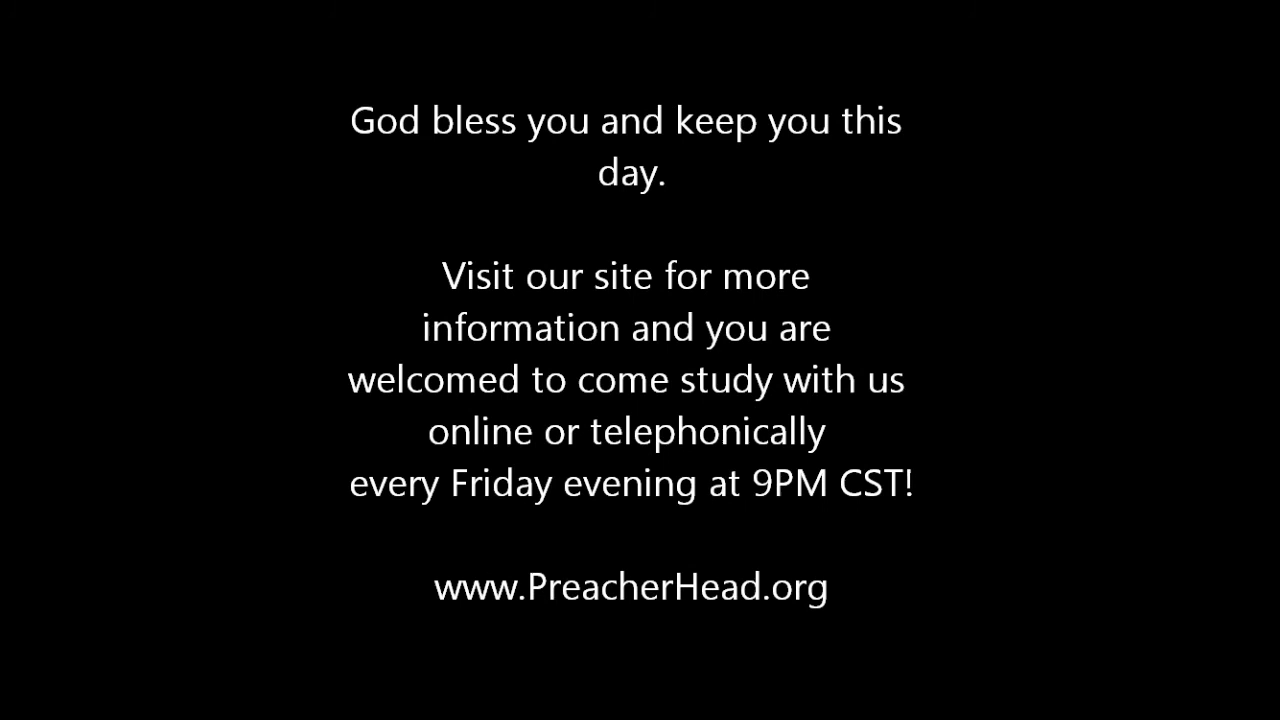 God bless you and keep you this
day.
Visit our site for more
information and you are
welcomed to come study with us
online or telephonically
every Friday evening at 9PM CST!
www.PreacherHead.org